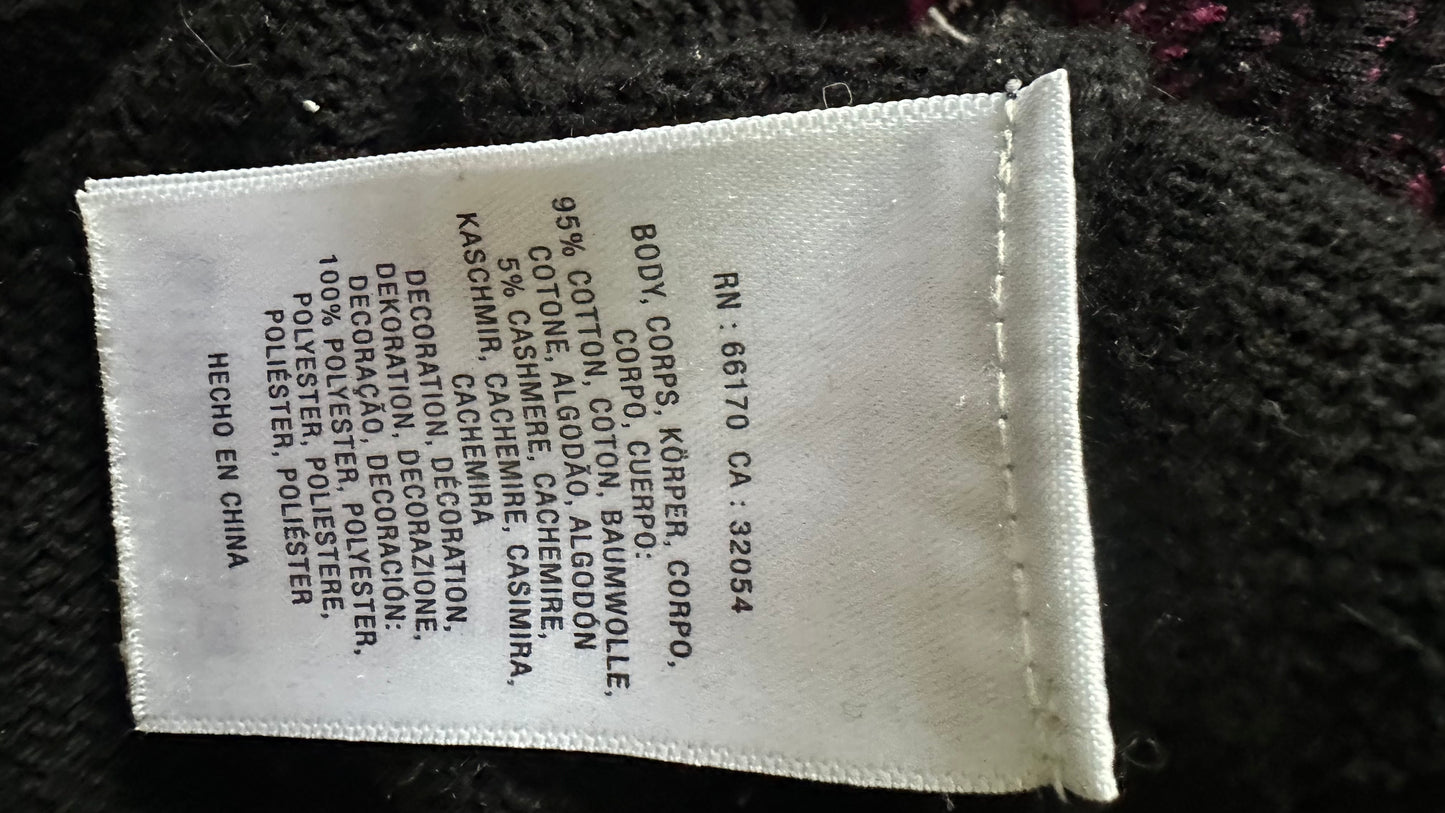 RN : 66170 CA : 32054
BODY, CORPS, KÖRPER, CORPO,
CORPO, CUERPO:
95% COTTON, COTON, BAUMWOLLE,
COTONE, ALGODÃO, ALGODÓN
5% CASHMERE, CACHEMIRE,
KASCHMIR, CACHEMIRE, CASIMIRA,
CACHEMIRA
DECORATION, DÉCORATION,
DEKORATION, DECORAZIONE,
DECORAÇÃO, DECORACIÓN:
100% POLYESTER, POLYESTER,
POLYESTER, POLIESTERE,
POLIÉSTER, POLIÉSTER
HECHO EN CHINA